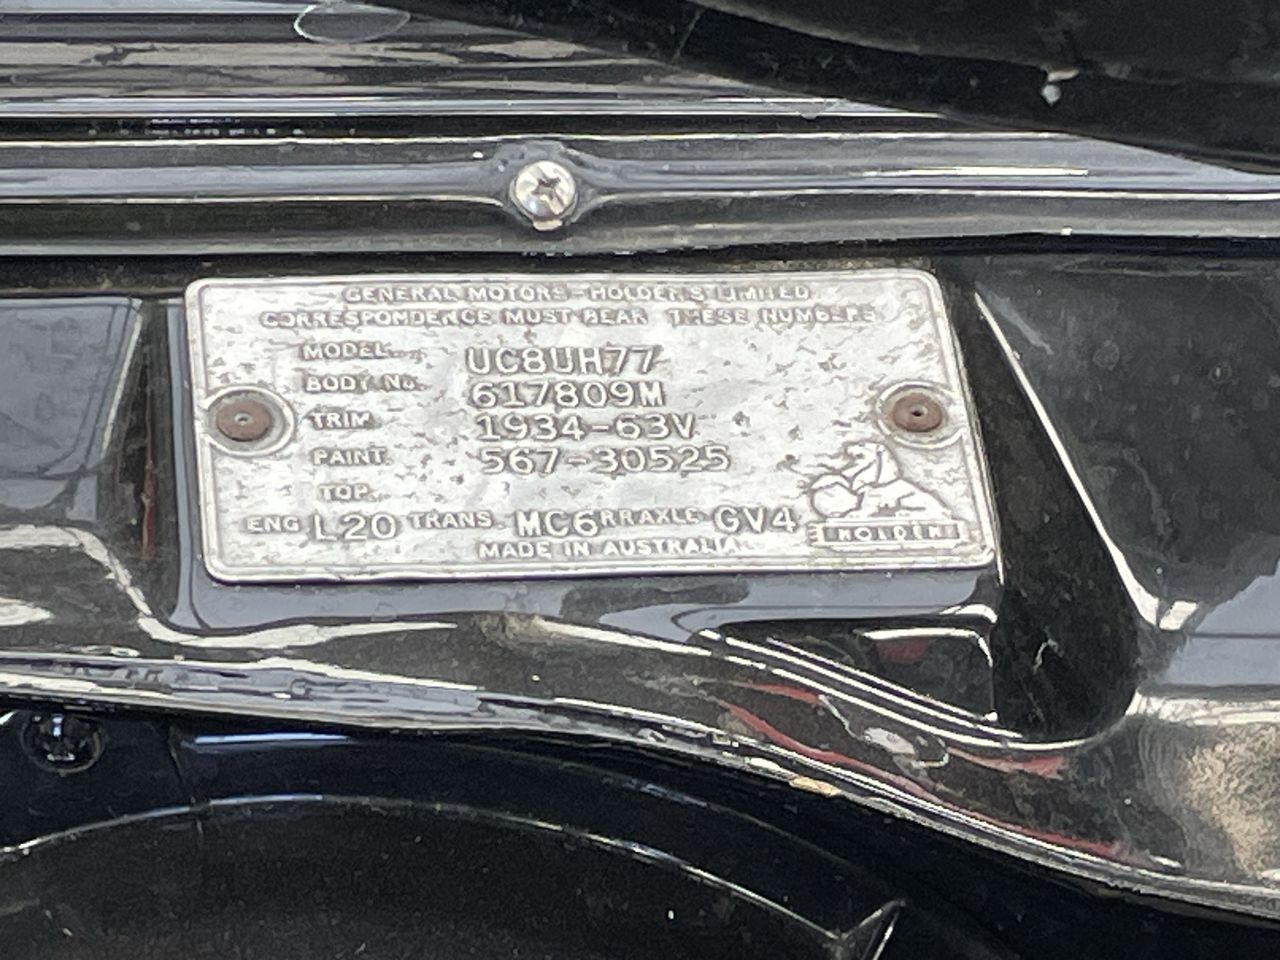 GENERAL MOTORS-HOLDEN'S LIMITED
CORRESPONDENCE MUST BEAR THESE NUMBERS
MODEL UC8UH77
BODY No. 617809M
TRIM 1934-63V
PAINT 567-30525
TOP
ENG L20 TRANS. MC6 RR AXLE GV4
MADE IN AUSTRALIA
HOLDEN